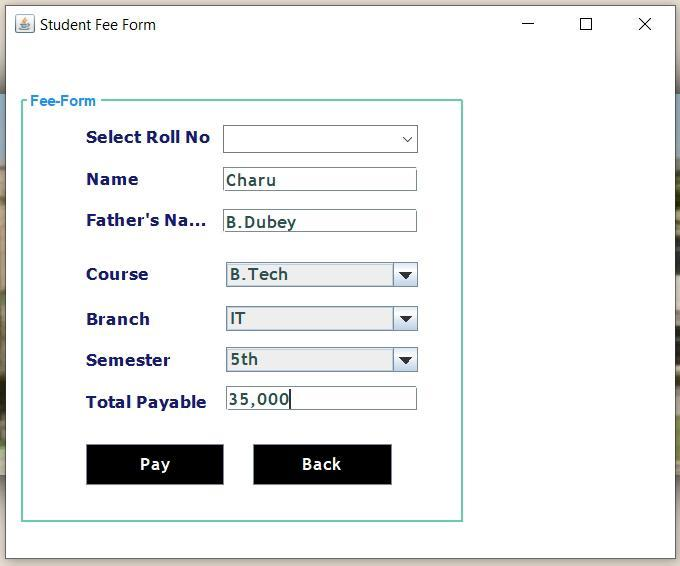 Student Fee Form
Fee-Form
Select Roll No
Name Charu
Father's Na... B.Dubey
Course B.Tech
Branch IT
Semester 5th
Total Payable 35,000
Pay Back